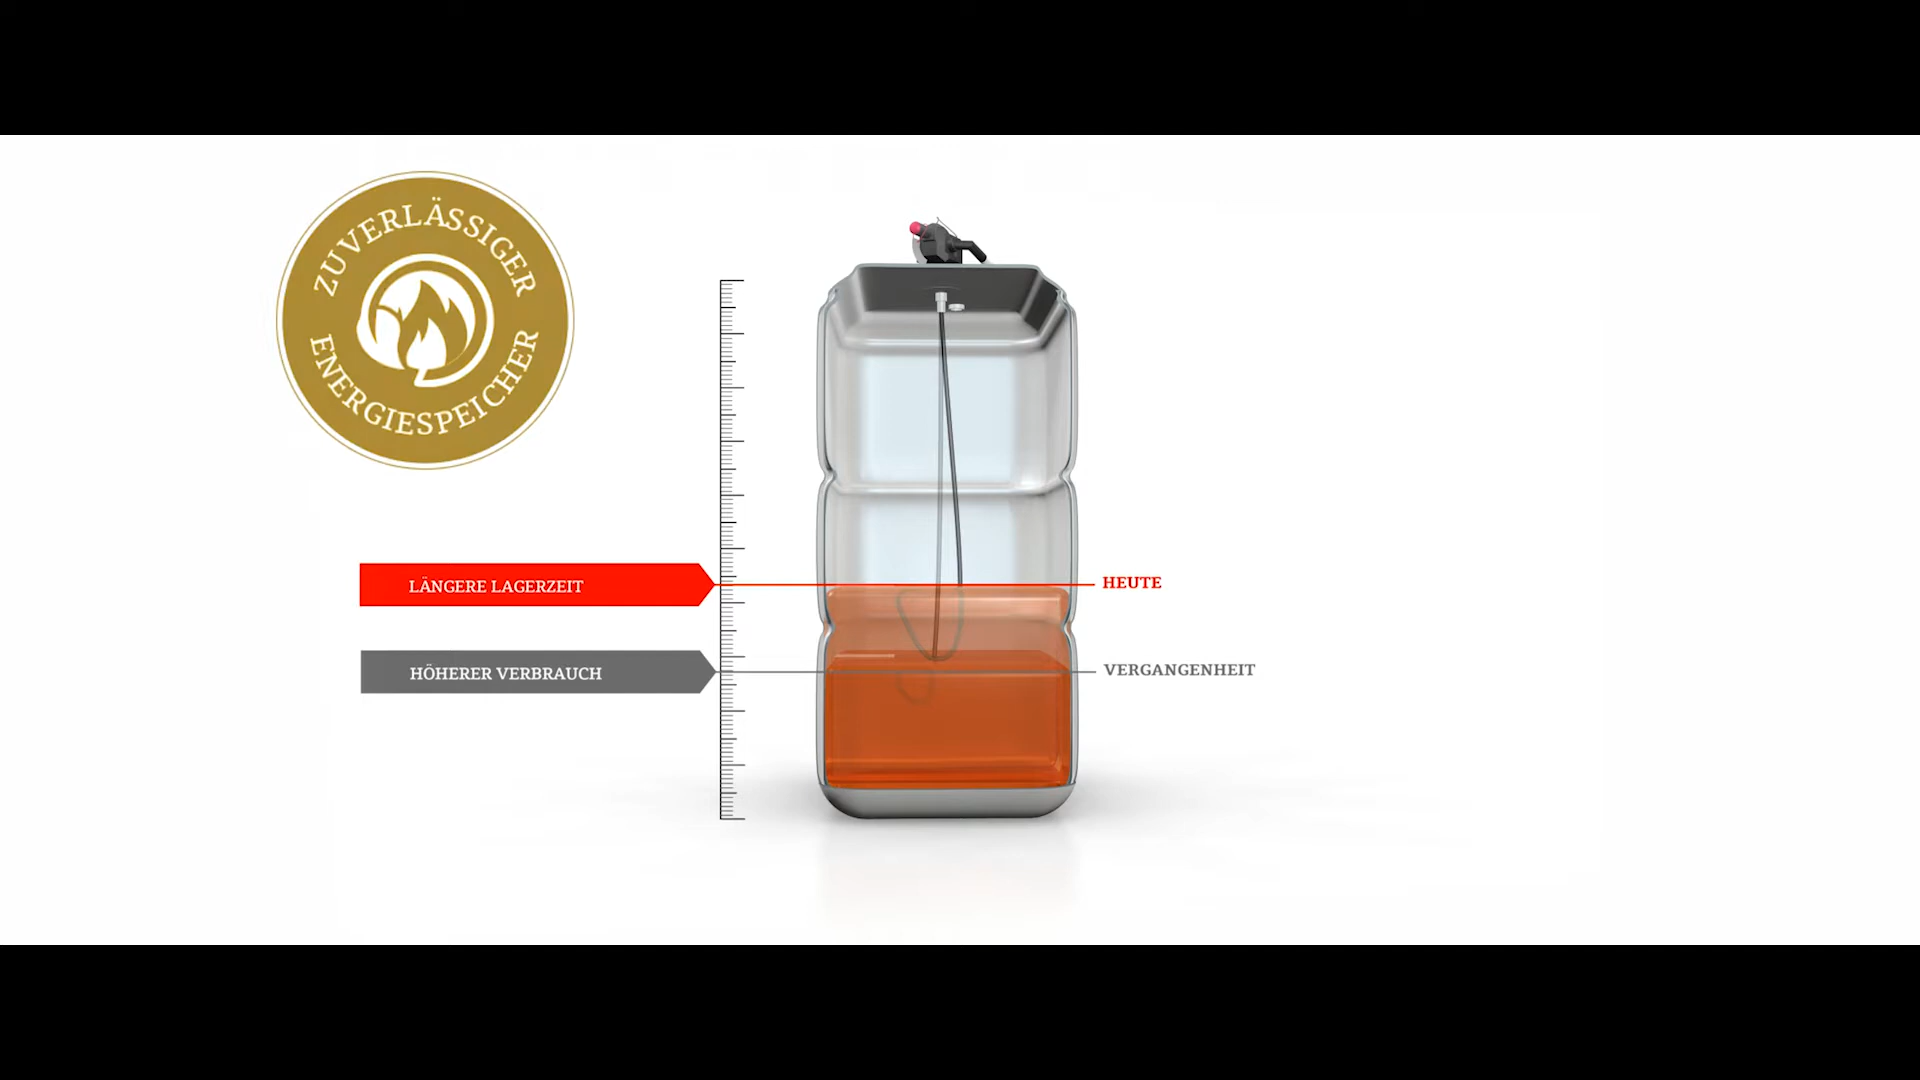 ZUVERLÄSSIGER
ENERGIESPEICHER
LÄNGERE LAGERZEIT
HEUTE
HÖHERER VERBRAUCH
VERGANGENHEIT